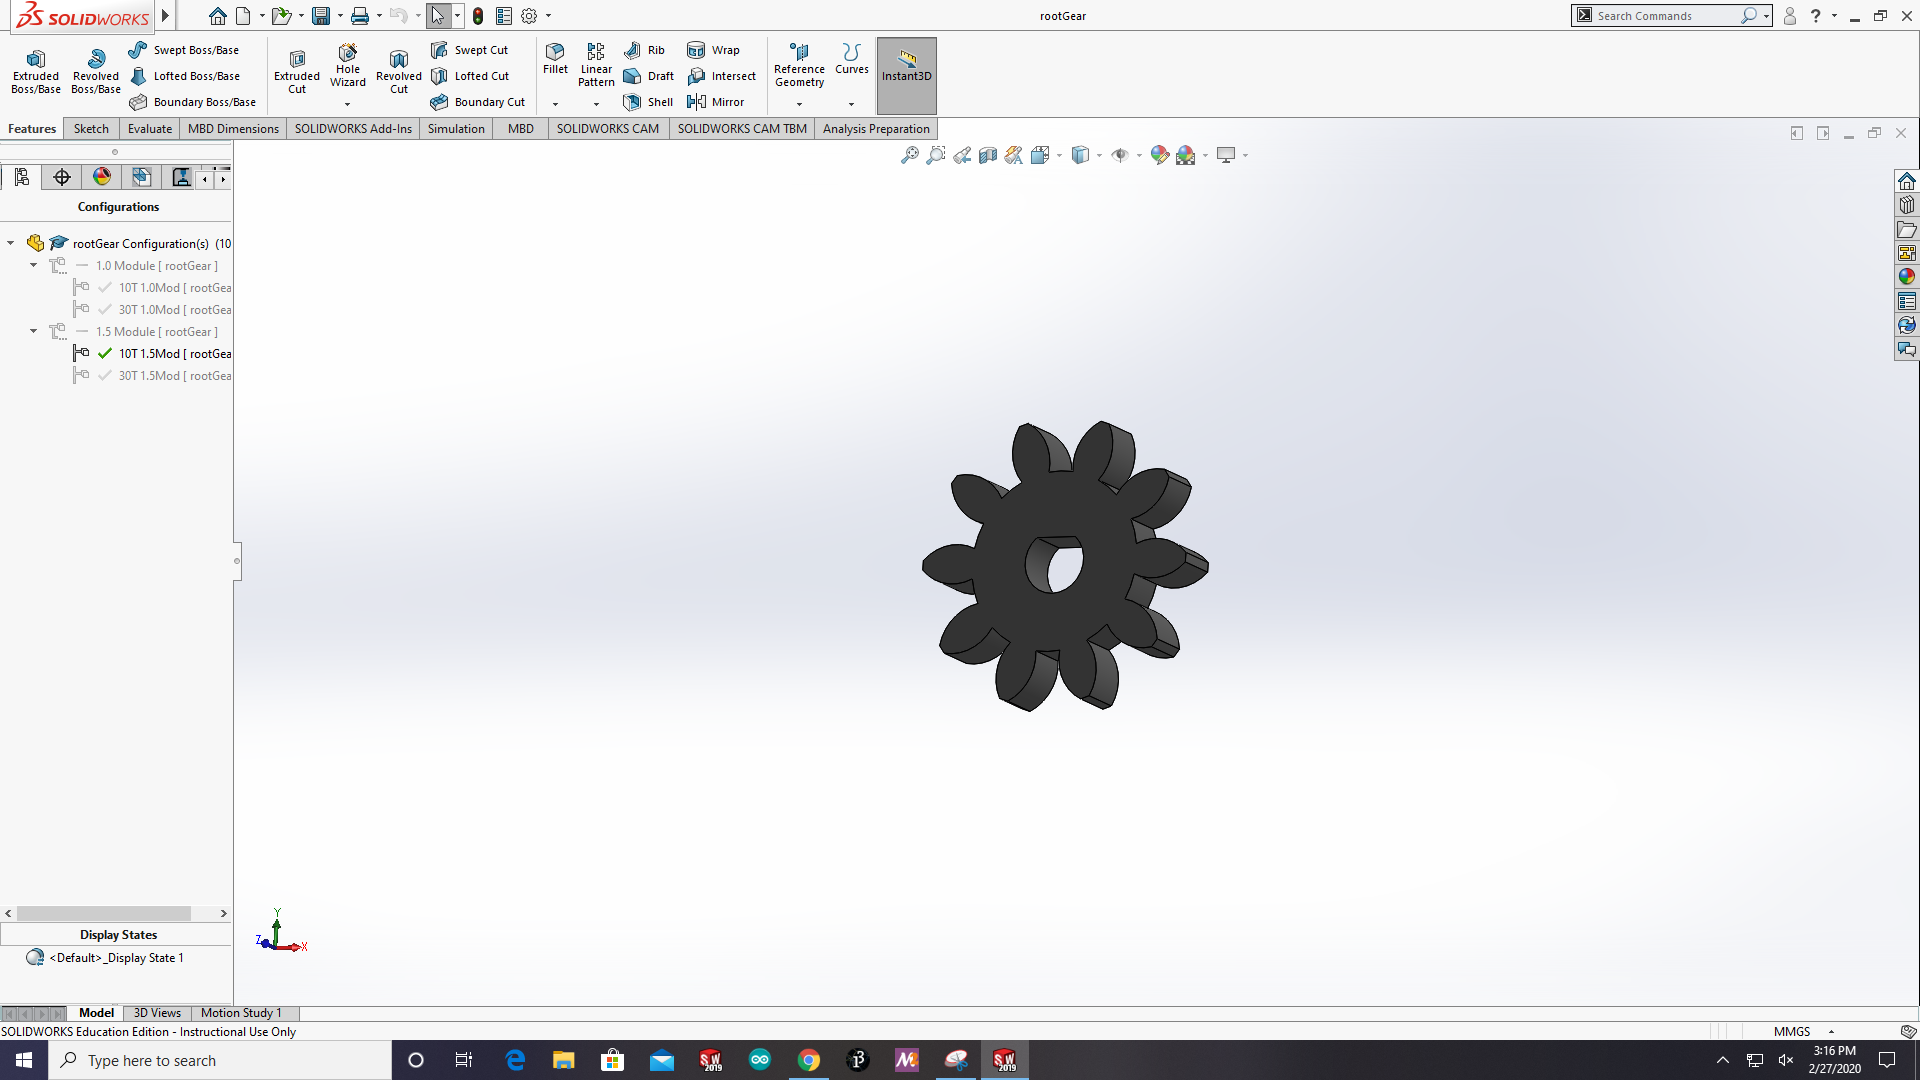 SOLIDWORKS
rootGear
Search Commands
?
Extruded Boss/Base
Revolved Boss/Base
Swept Boss/Base
Lofted Boss/Base
Boundary Boss/Base
Extruded Cut
Hole Wizard
Revolved Cut
Swept Cut
Lofted Cut
Boundary Cut
Fillet
Linear Pattern
Rib
Draft
Shell
Wrap
Intersect
Mirror
Reference Geometry
Curves
Instant3D
Features
Sketch
Evaluate
MBD Dimensions
SOLIDWORKS Add-Ins
Simulation
MBD
SOLIDWORKS CAM
SOLIDWORKS CAM TBM
Analysis Preparation
Configurations
rootGear Configuration(s) (10
1.0 Module [ rootGear ]
10T 1.0Mod [ rootGea
30T 1.0Mod [ rootGea
1.5 Module [ rootGear ]
10T 1.5Mod [ rootGea
30T 1.5Mod [ rootGea
Y
Z
X
Display States
<Default>_Display State 1
Model
3D Views
Motion Study 1
SOLIDWORKS Education Edition - Instructional Use Only
MMGS
Type here to search
SW 2019
SW 2019
3:16 PM
2/27/2020